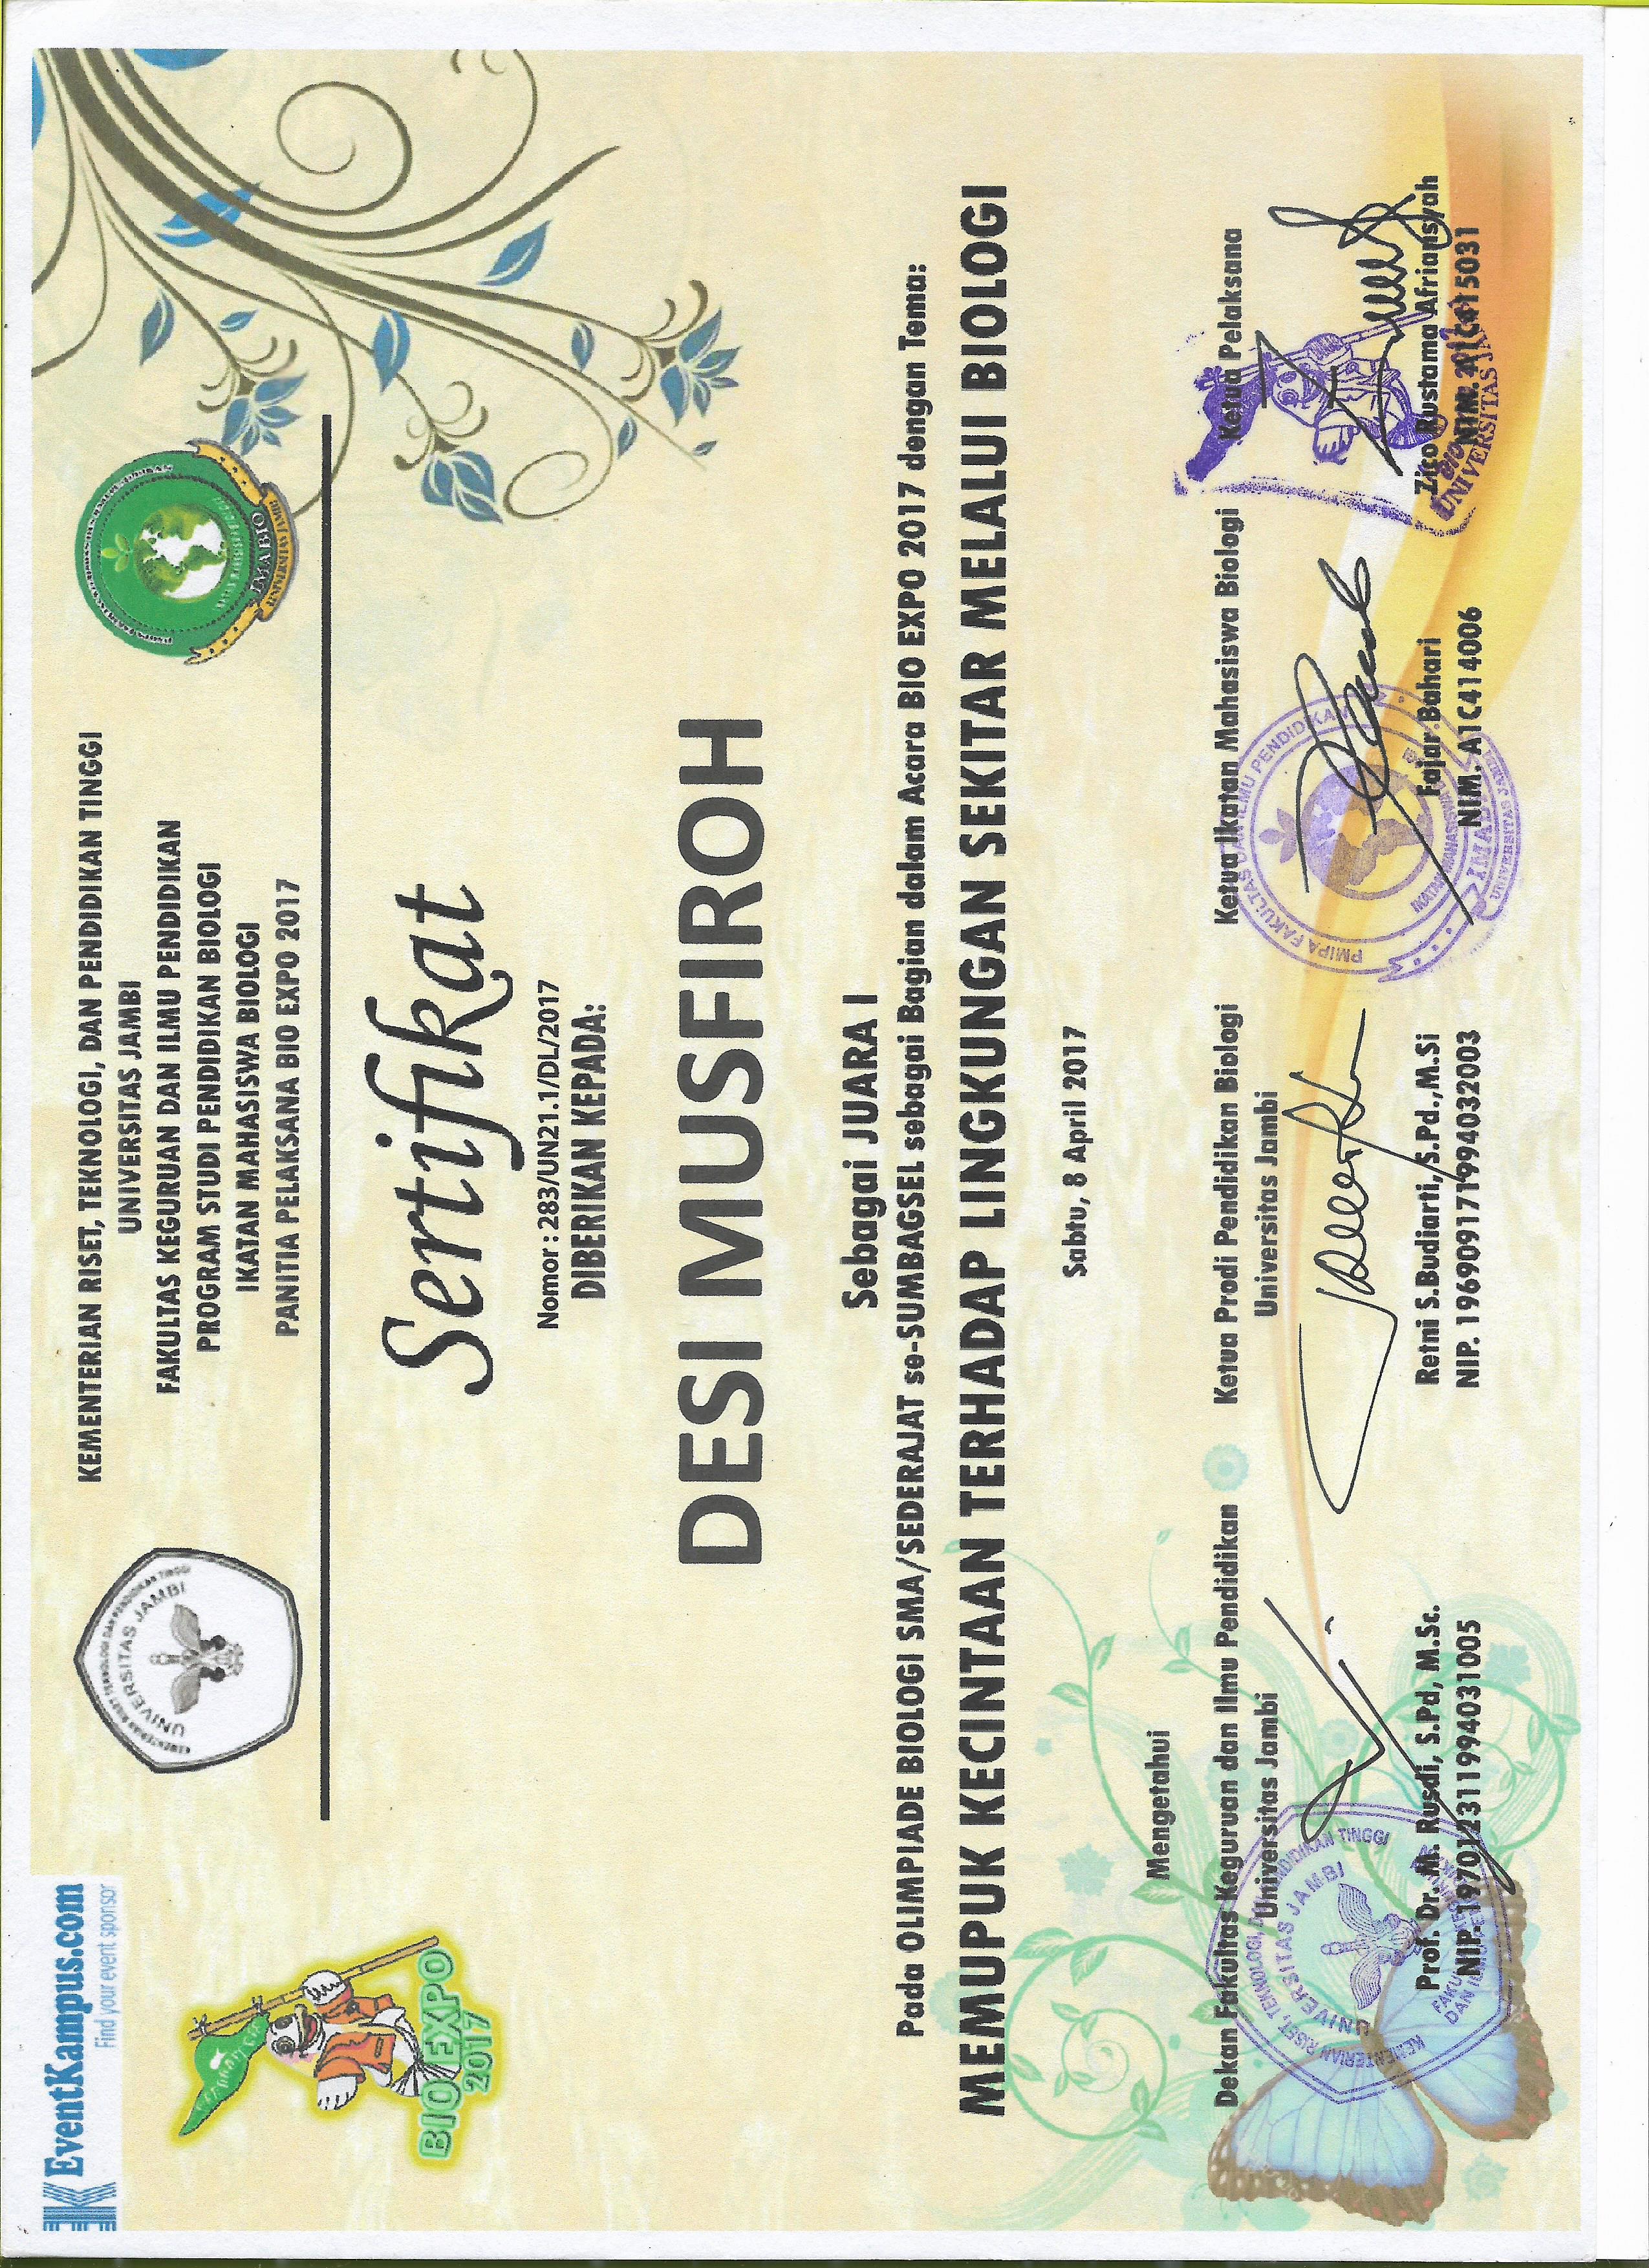 EventKampus.com
Find your event sponsor
BIO EXPO
2017
UNIVERSITAS JAMBI
KEMENTERIAN RISET, TEKNOLOGI, DAN PENDIDIKAN TINGGI
UNIVERSITAS JAMBI
FAKULTAS KEGURUAN DAN ILMU PENDIDIKAN
PROGRAM STUDI PENDIDIKAN BIOLOGI
IKATAN MAHASISWA BIOLOGI
PANITIA PELAKSANA BIO EXPO 2017
IMABIO
UNIVERSITAS JAMBI
Sertifikat
Nomor : 283/UN21.1/DL/2017
DIBERIKAN KEPADA:
DESI MUSFIROH
Sebagai JUARA I
Pada OLIMPIADE BIOLOGI SMA/SEDERAJAT se-SUMBAGSEL sebagai Bagian dalam Acara BIO EXPO 2017 dengan Tema:
MEMUPUK KECINTAAN TERHADAP LINGKUNGAN SEKITAR MELALUI BIOLOGI
Sabtu, 8 April 2017
Mengetahui
Dekan Fakultas Keguruan dan Ilmu Pendidikan
Universitas Jambi
Prof. Dr. M. Rusdi, S.Pd, M.Sc.
NIP. 197012311994031005
Ketua Prodi Pendidikan Biologi
Universitas Jambi
Retni S.Budiarti,S.Pd.,M.Si
NIP. 196909171994032003
Ketua Ikatan Mahasiswa Biologi
Fajar Bahari
NIM. A1C414006
Ketua Pelaksana
Zico Rustama Afriansyah
NIM. A1C415031